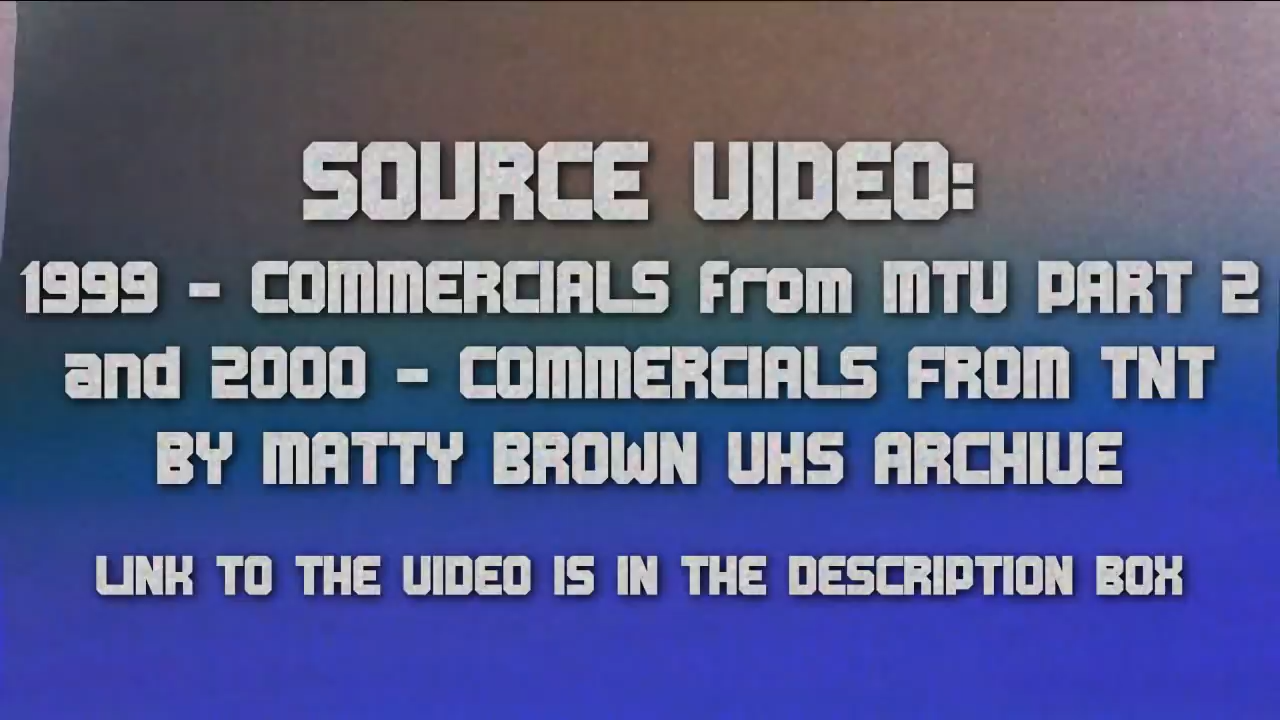 SOURCE VIDEO:
1999 - COMMERCIALS from MTV PART 2
and 2000 - COMMERCIALS FROM TNT
BY MATTY BROWN VHS ARCHIVE
LINK TO THE VIDEO IS IN THE DESCRIPTION BOX